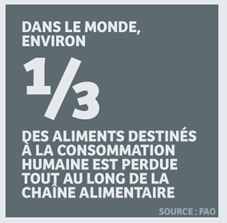 DANS LE MONDE,
ENVIRON
1/3
DES ALIMENTS DESTINÉS
À LA CONSOMMATION
HUMAINE EST PERDUE
TOUT AU LONG DE LA
CHAÎNE ALIMENTAIRE
SOURCE : FAO